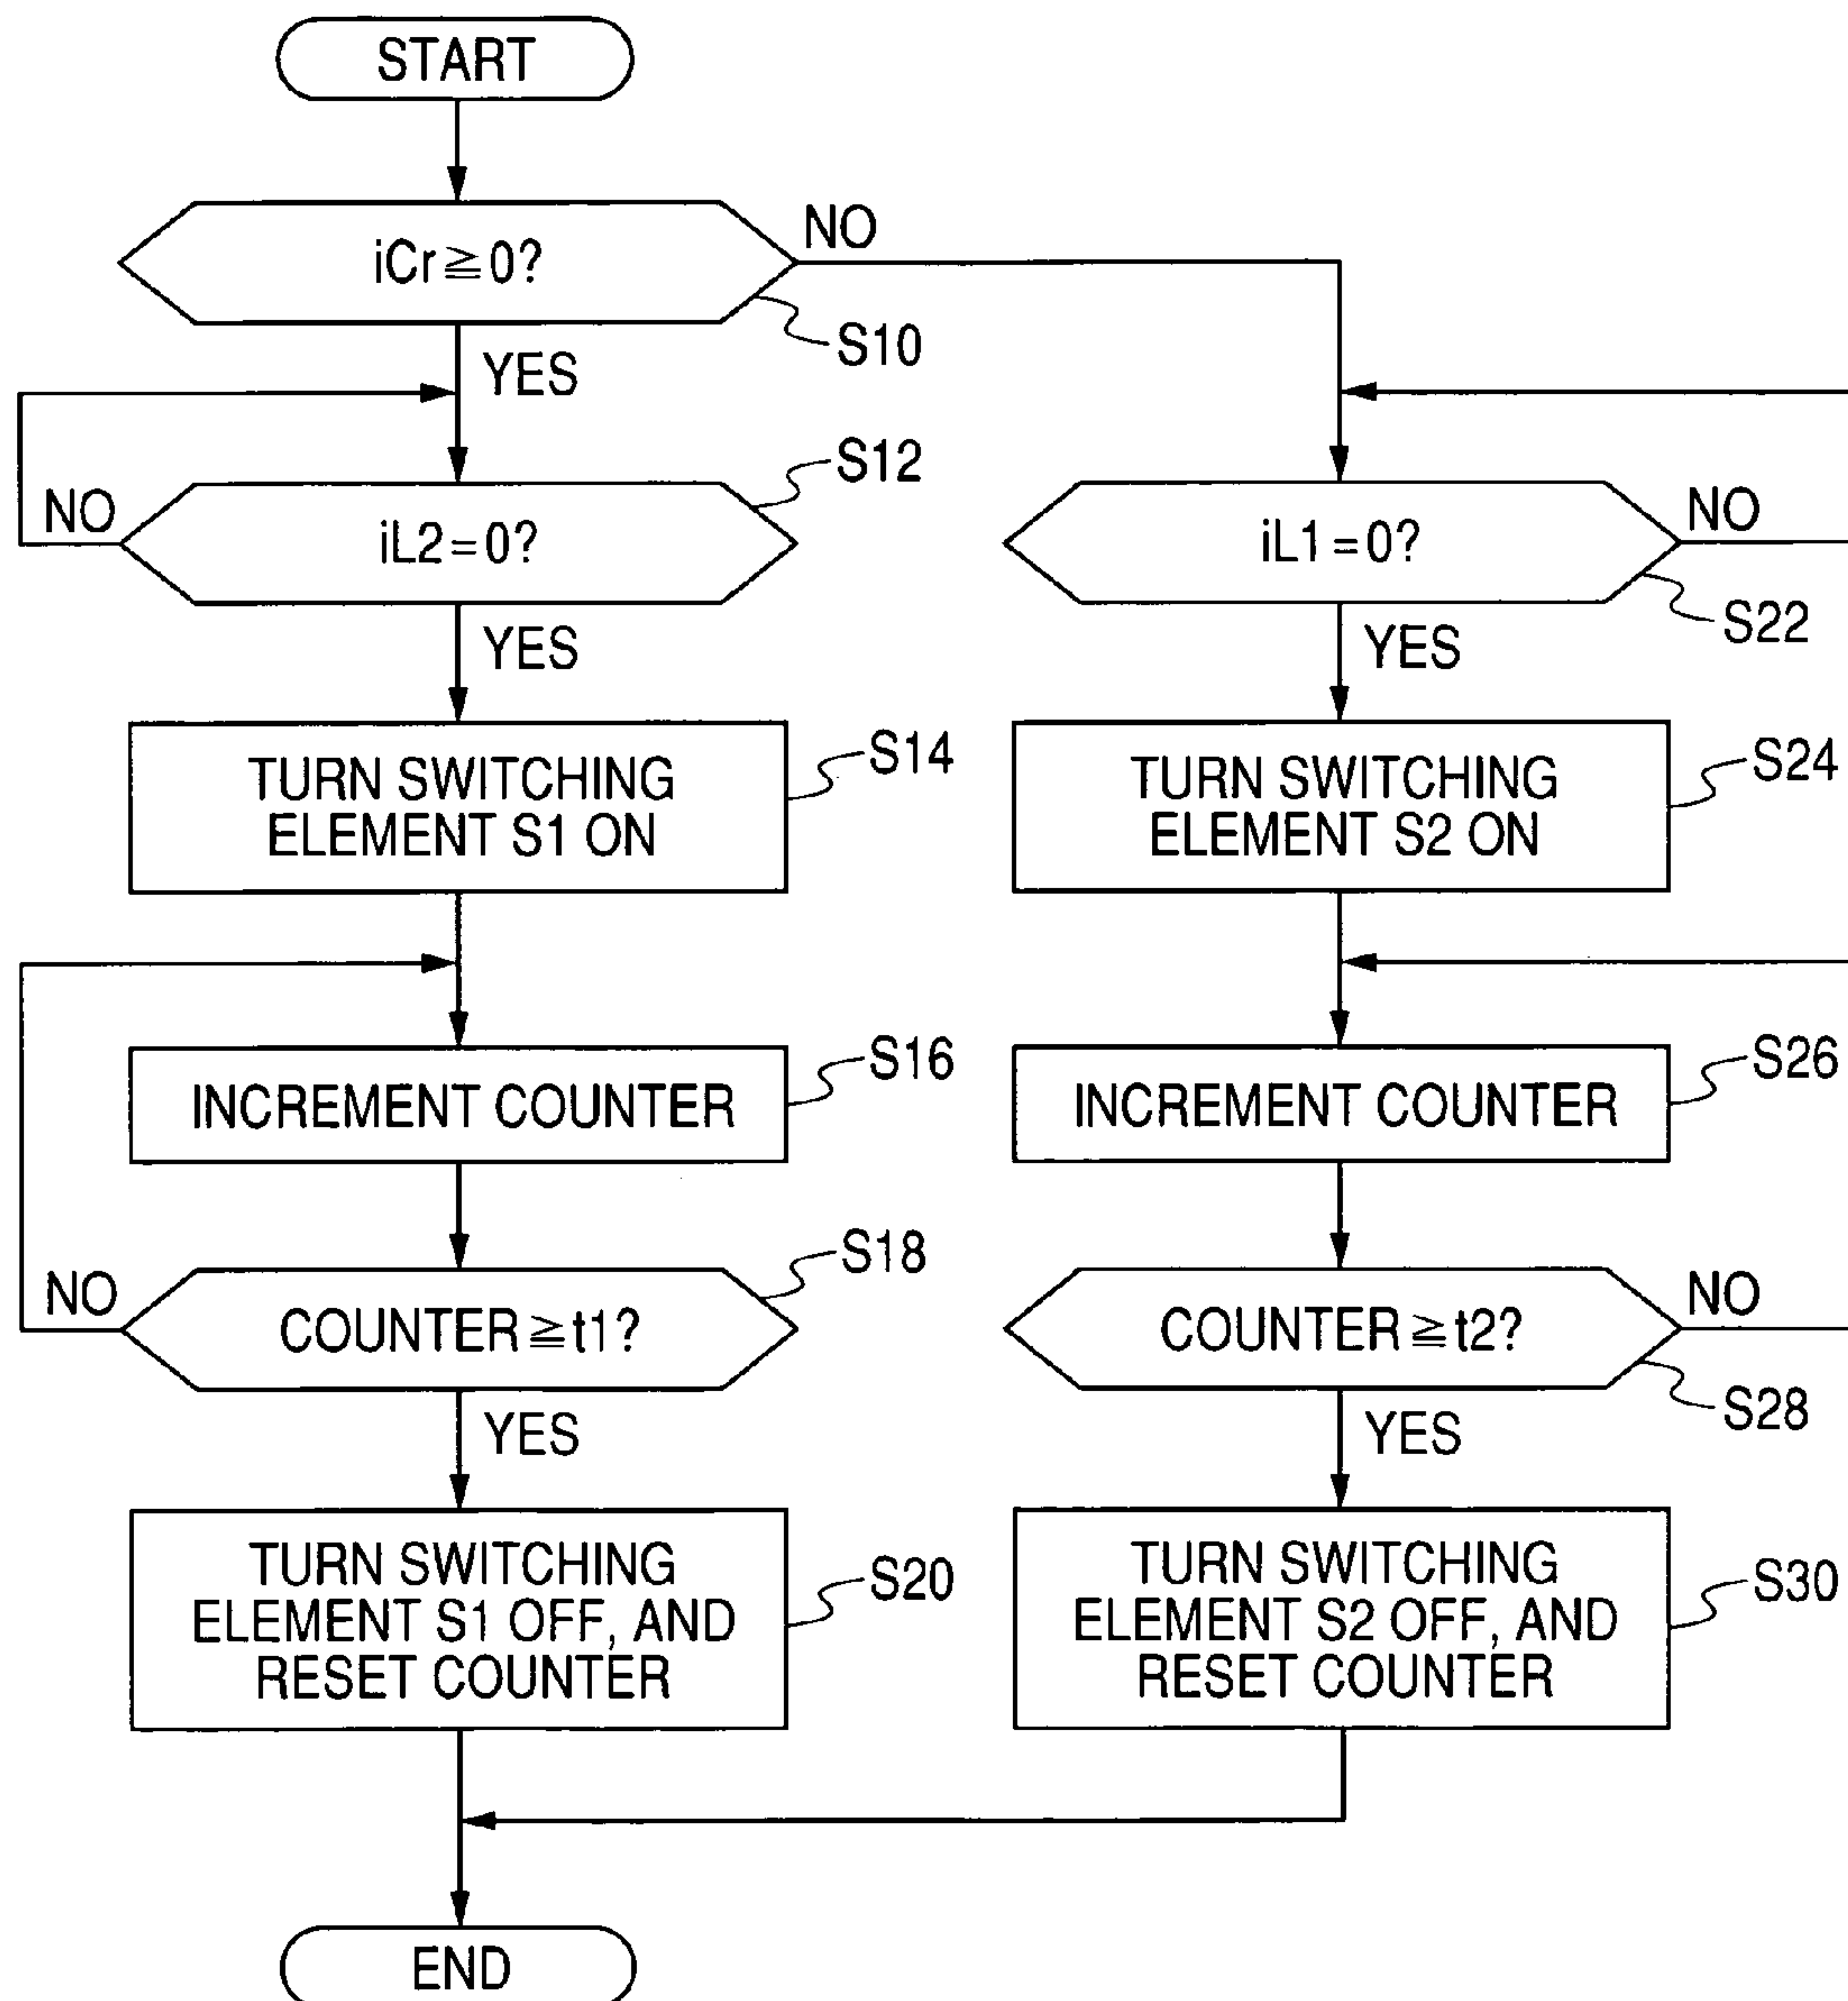 START
iCr≧0?
NO
S10
YES
S12
NO
iL2=0?
YES
TURN SWITCHING
ELEMENT S1 ON
S14
INCREMENT COUNTER
S16
S18
NO
COUNTER≧t1?
YES
TURN SWITCHING
ELEMENT S1 OFF, AND
RESET COUNTER
S20
iL1=0?
NO
S22
YES
TURN SWITCHING
ELEMENT S2 ON
S24
INCREMENT COUNTER
S26
COUNTER≧t2?
NO
S28
YES
TURN SWITCHING
ELEMENT S2 OFF, AND
RESET COUNTER
S30
END